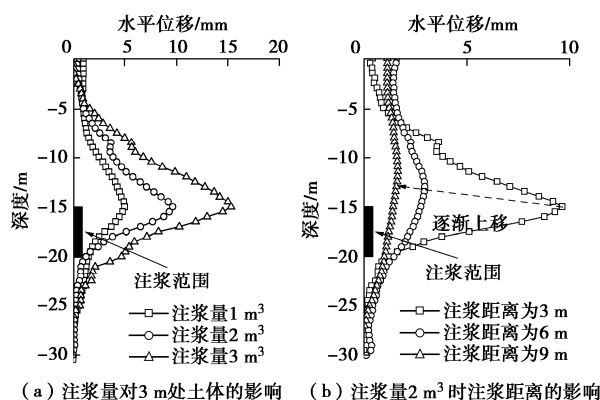 水平位移/mm
0 5 10 15 20
-5
-10
-15
-20
-25
-30
深度/m
注浆范围
注浆量1 m³
注浆量2 m³
注浆量3 m³
(a)注浆量对3 m处土体的影响
水平位移/mm
0 5 10
-5
-10
-15
-20
-25
-30
深度/m
逐渐上移
注浆范围
注浆距离为3 m
注浆距离为6 m
注浆距离为9 m
(b)注浆量2 m³时注浆距离的影响